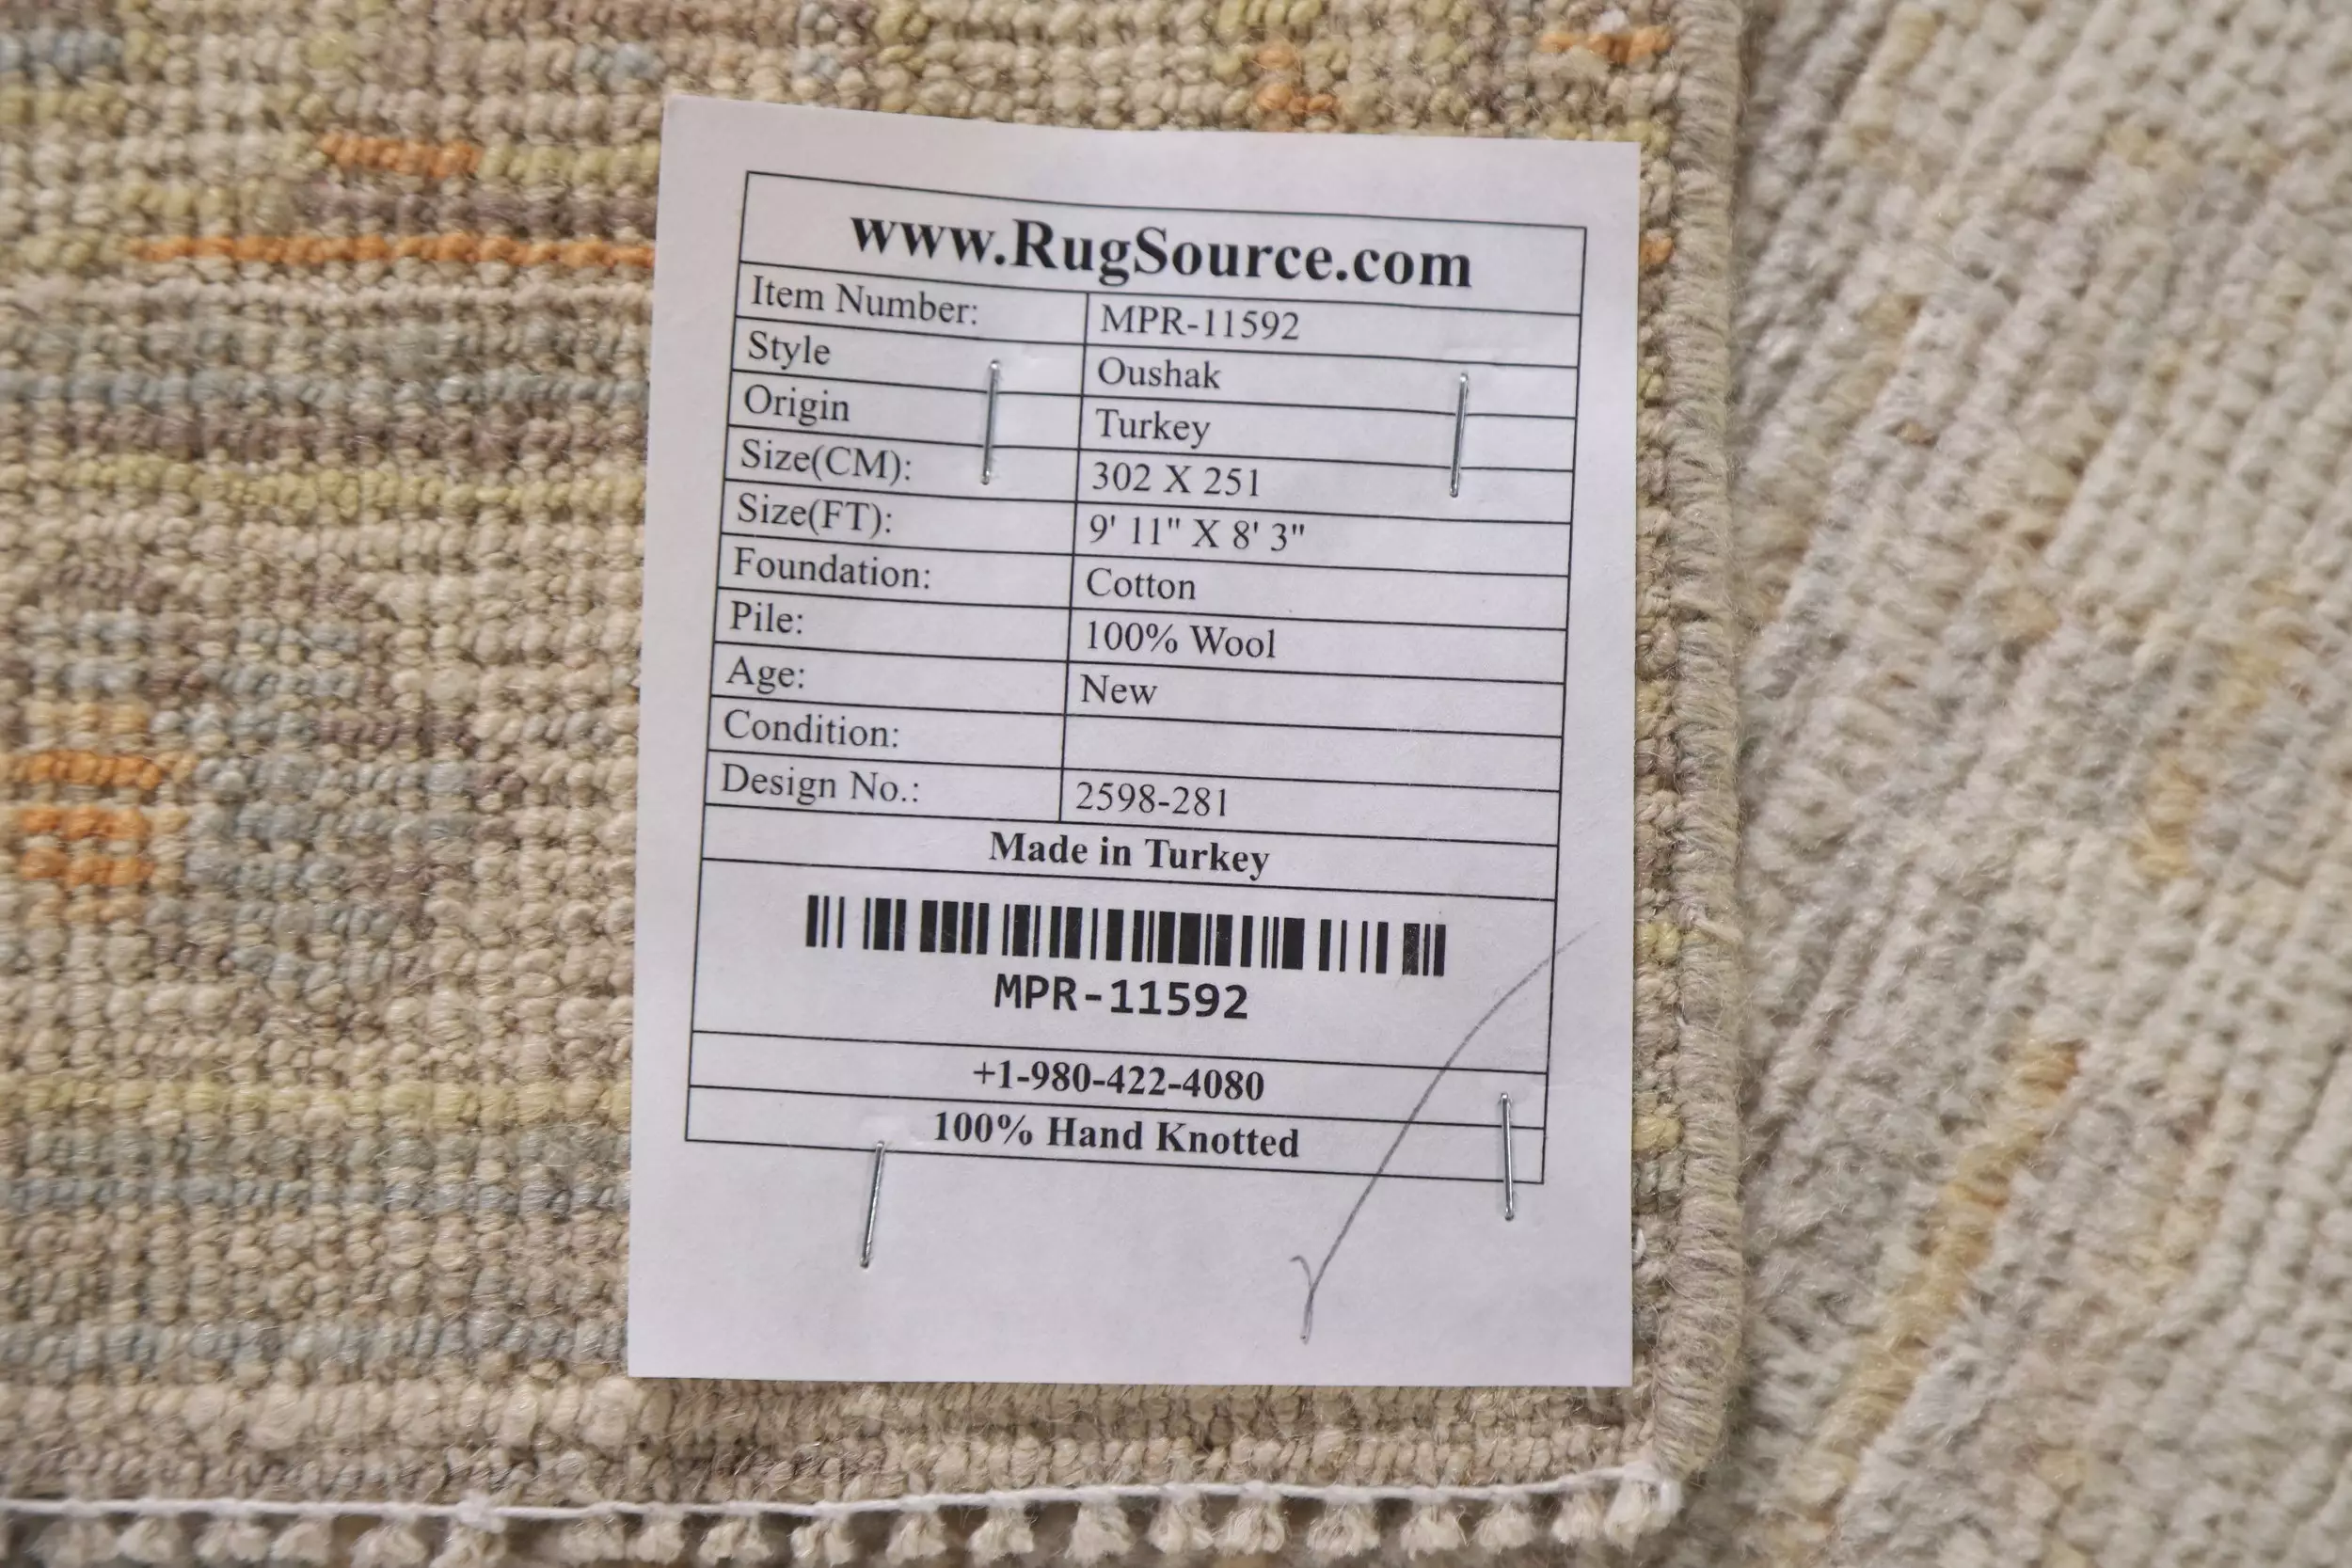 www.RugSource.com
Item Number: MPR-11592
Style Oushak
Origin Turkey
Size(CM): 302 X 251
Size(FT): 9' 11" X 8' 3"
Foundation: Cotton
Pile: 100% Wool
Age: New
Condition:
Design No.: 2598-281
Made in Turkey
MPR-11592
+1-980-422-4080
100% Hand Knotted